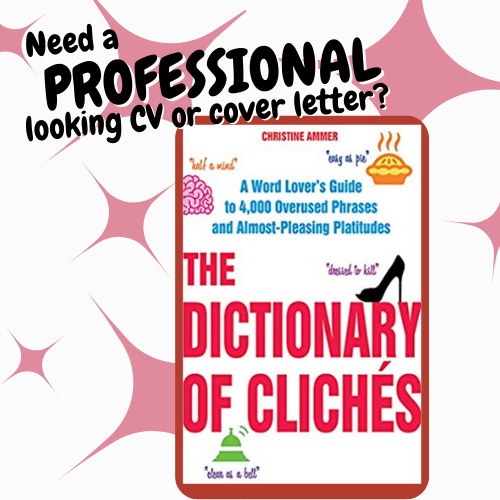 Need a
PROFESSIONAL
looking CV or cover letter?
CHRISTINE AMMER
"half a mind"
"easy as pie"
A Word Lover's Guide
to 4,000 Overused Phrases
and Almost-Pleasing Platitudes
"dressed to kill"
THE
DICTIONARY
OF CLICHÉS
"clear as a bell"